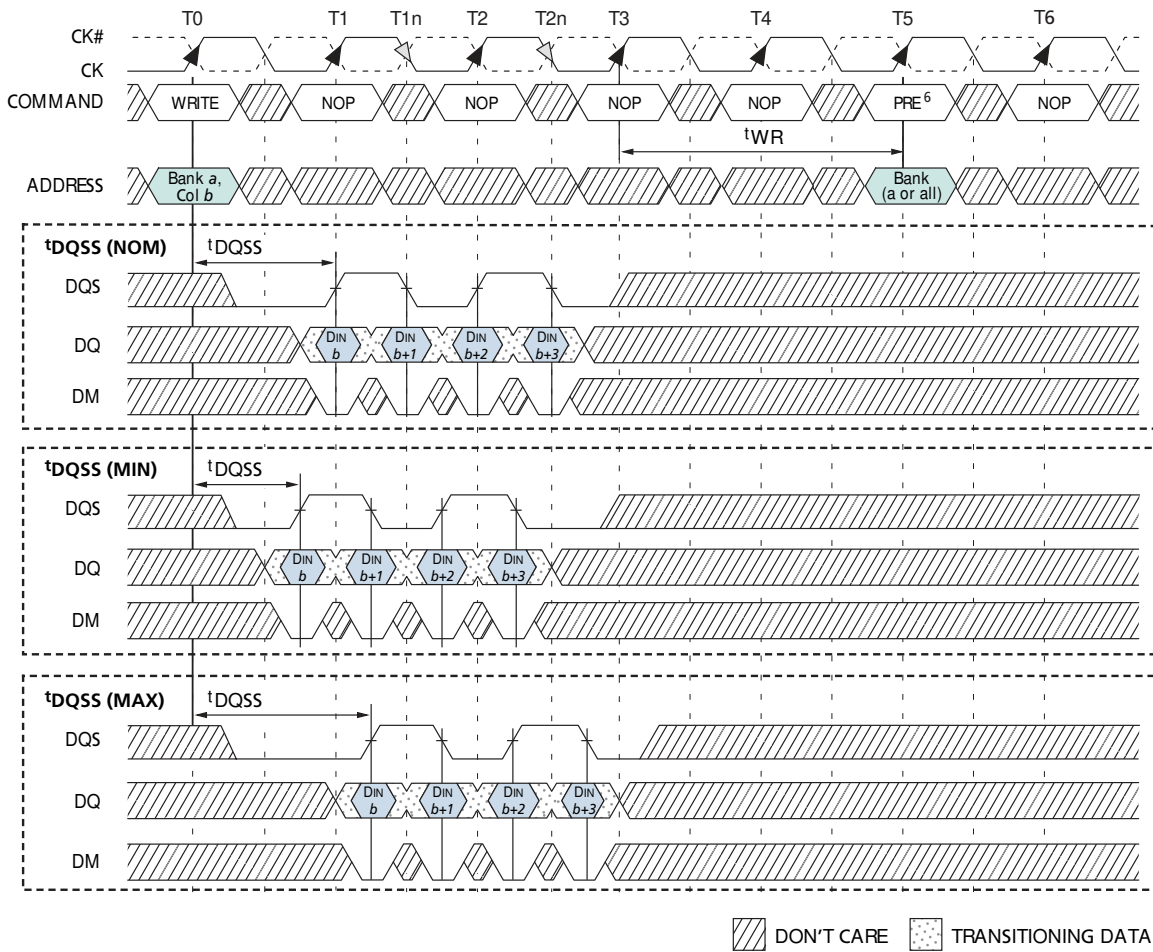 T0 T1 T1n T2 T2n T3 T4 T5 T6
CK#
CK
COMMAND WRITE NOP NOP NOP NOP PRE6 NOP
tWR
ADDRESS Bank a, Col b Bank (a or all)
tDQSS (NOM) tDQSS
DQS
DQ DIN b DIN b+1 DIN b+2 DIN b+3
DM
tDQSS (MIN) tDQSS
DQS
DQ DIN b DIN b+1 DIN b+2 DIN b+3
DM
tDQSS (MAX) tDQSS
DQS
DQ DIN b DIN b+1 DIN b+2 DIN b+3
DM
DON'T CARE TRANSITIONING DATA